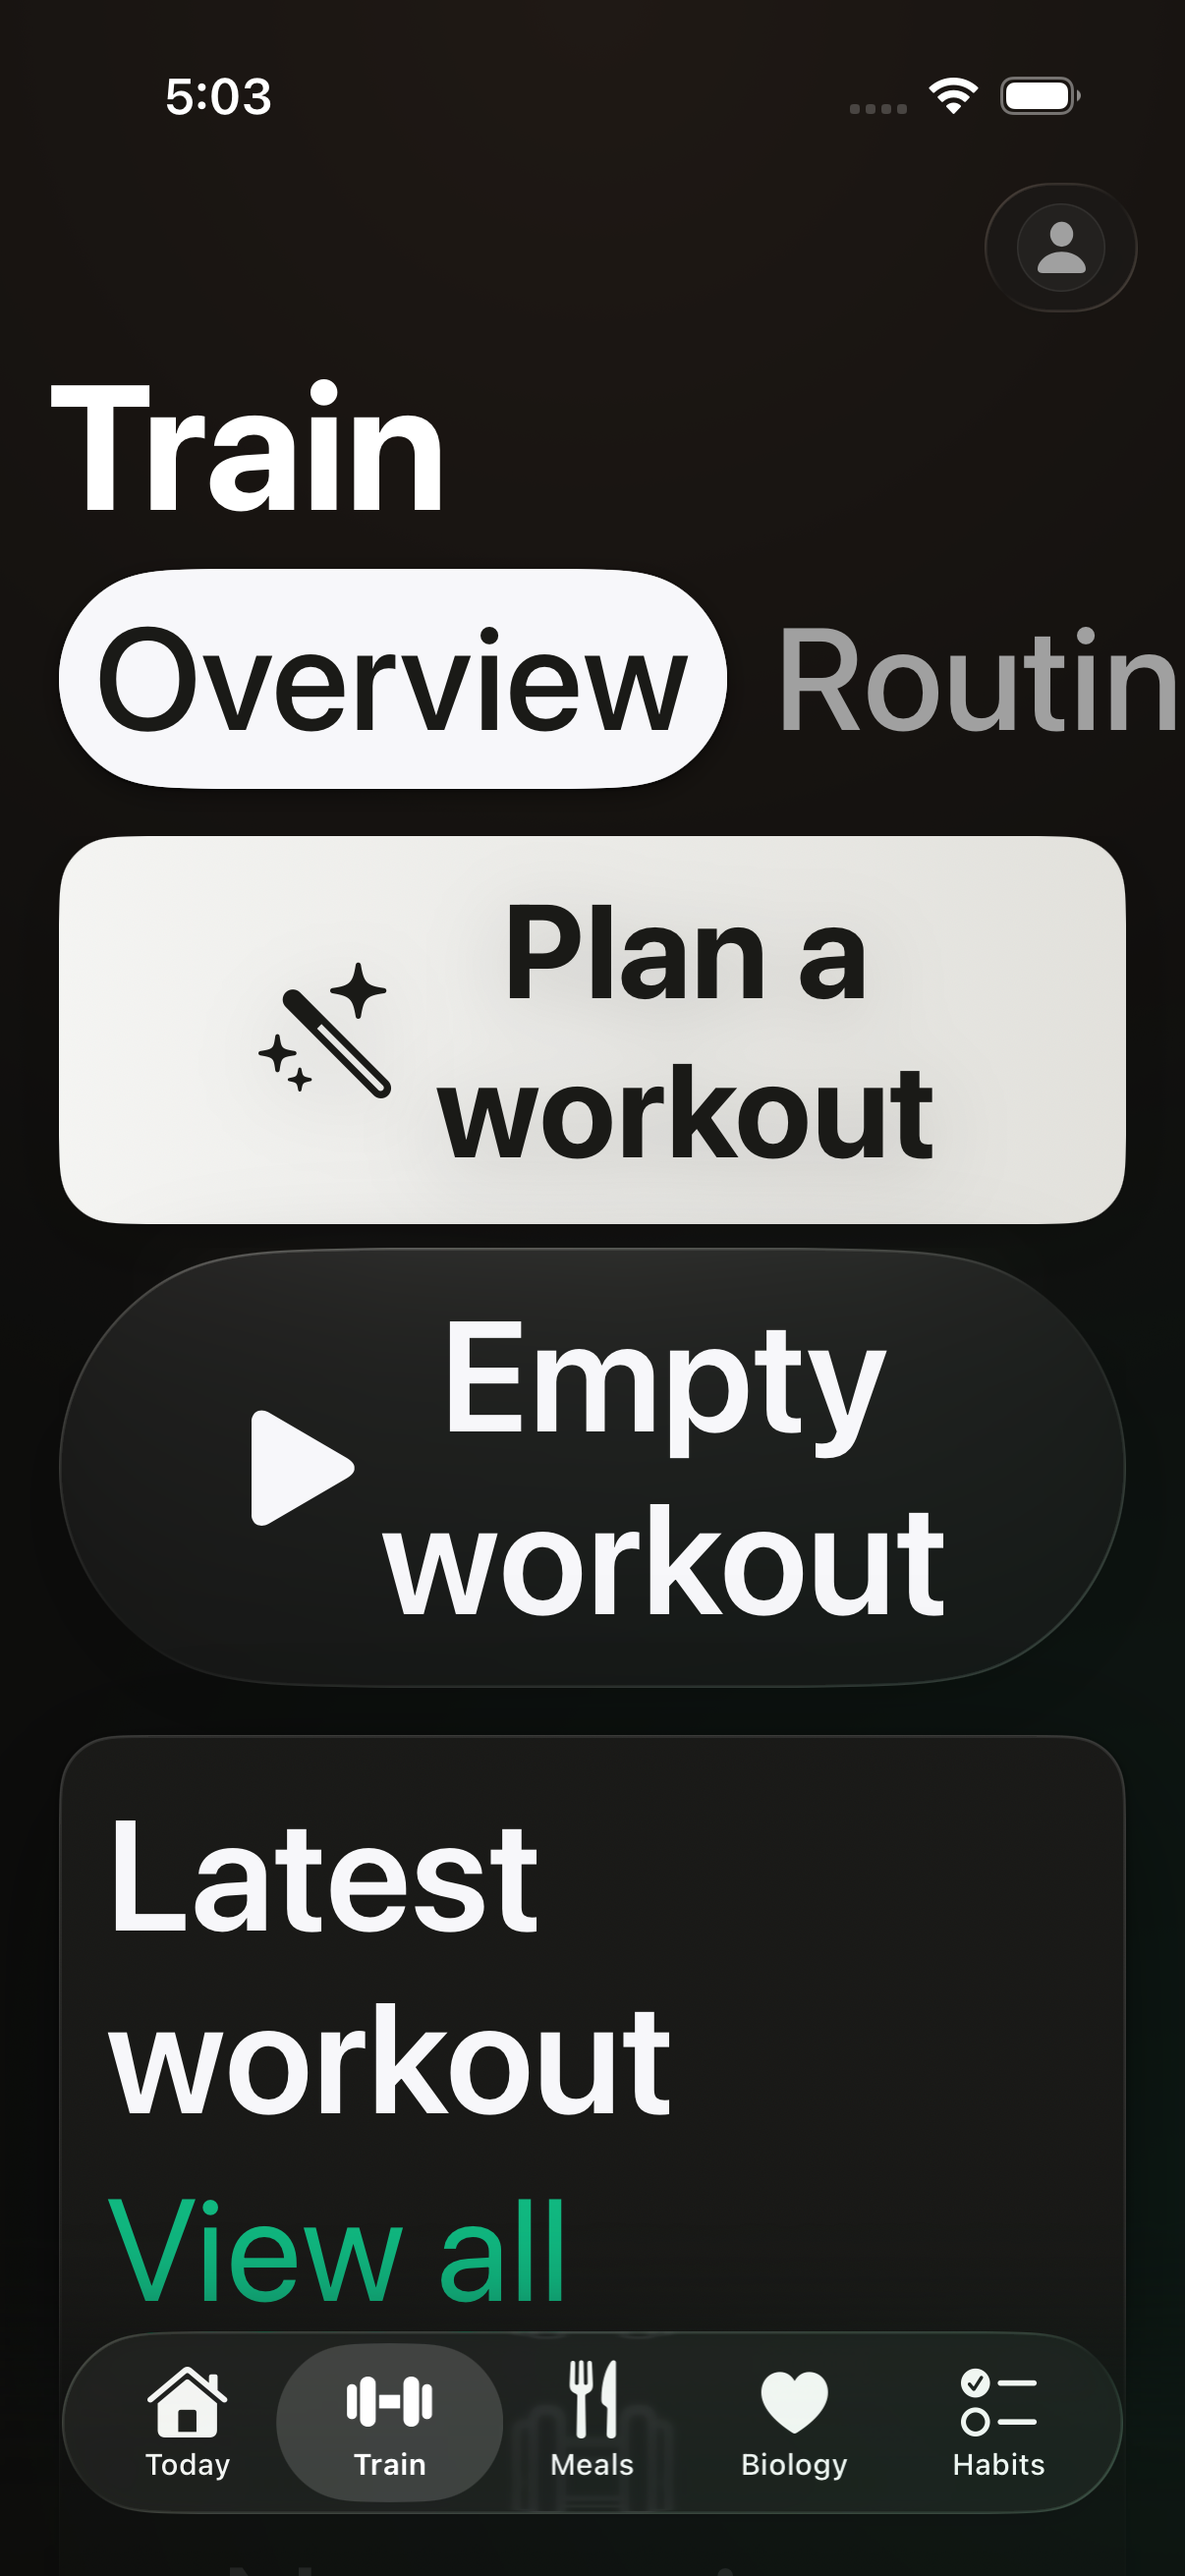 5:03
Train
Overview Routin
Plan a
workout
Empty
workout
Latest
workout
View all
Today Train Meals Biology Habits